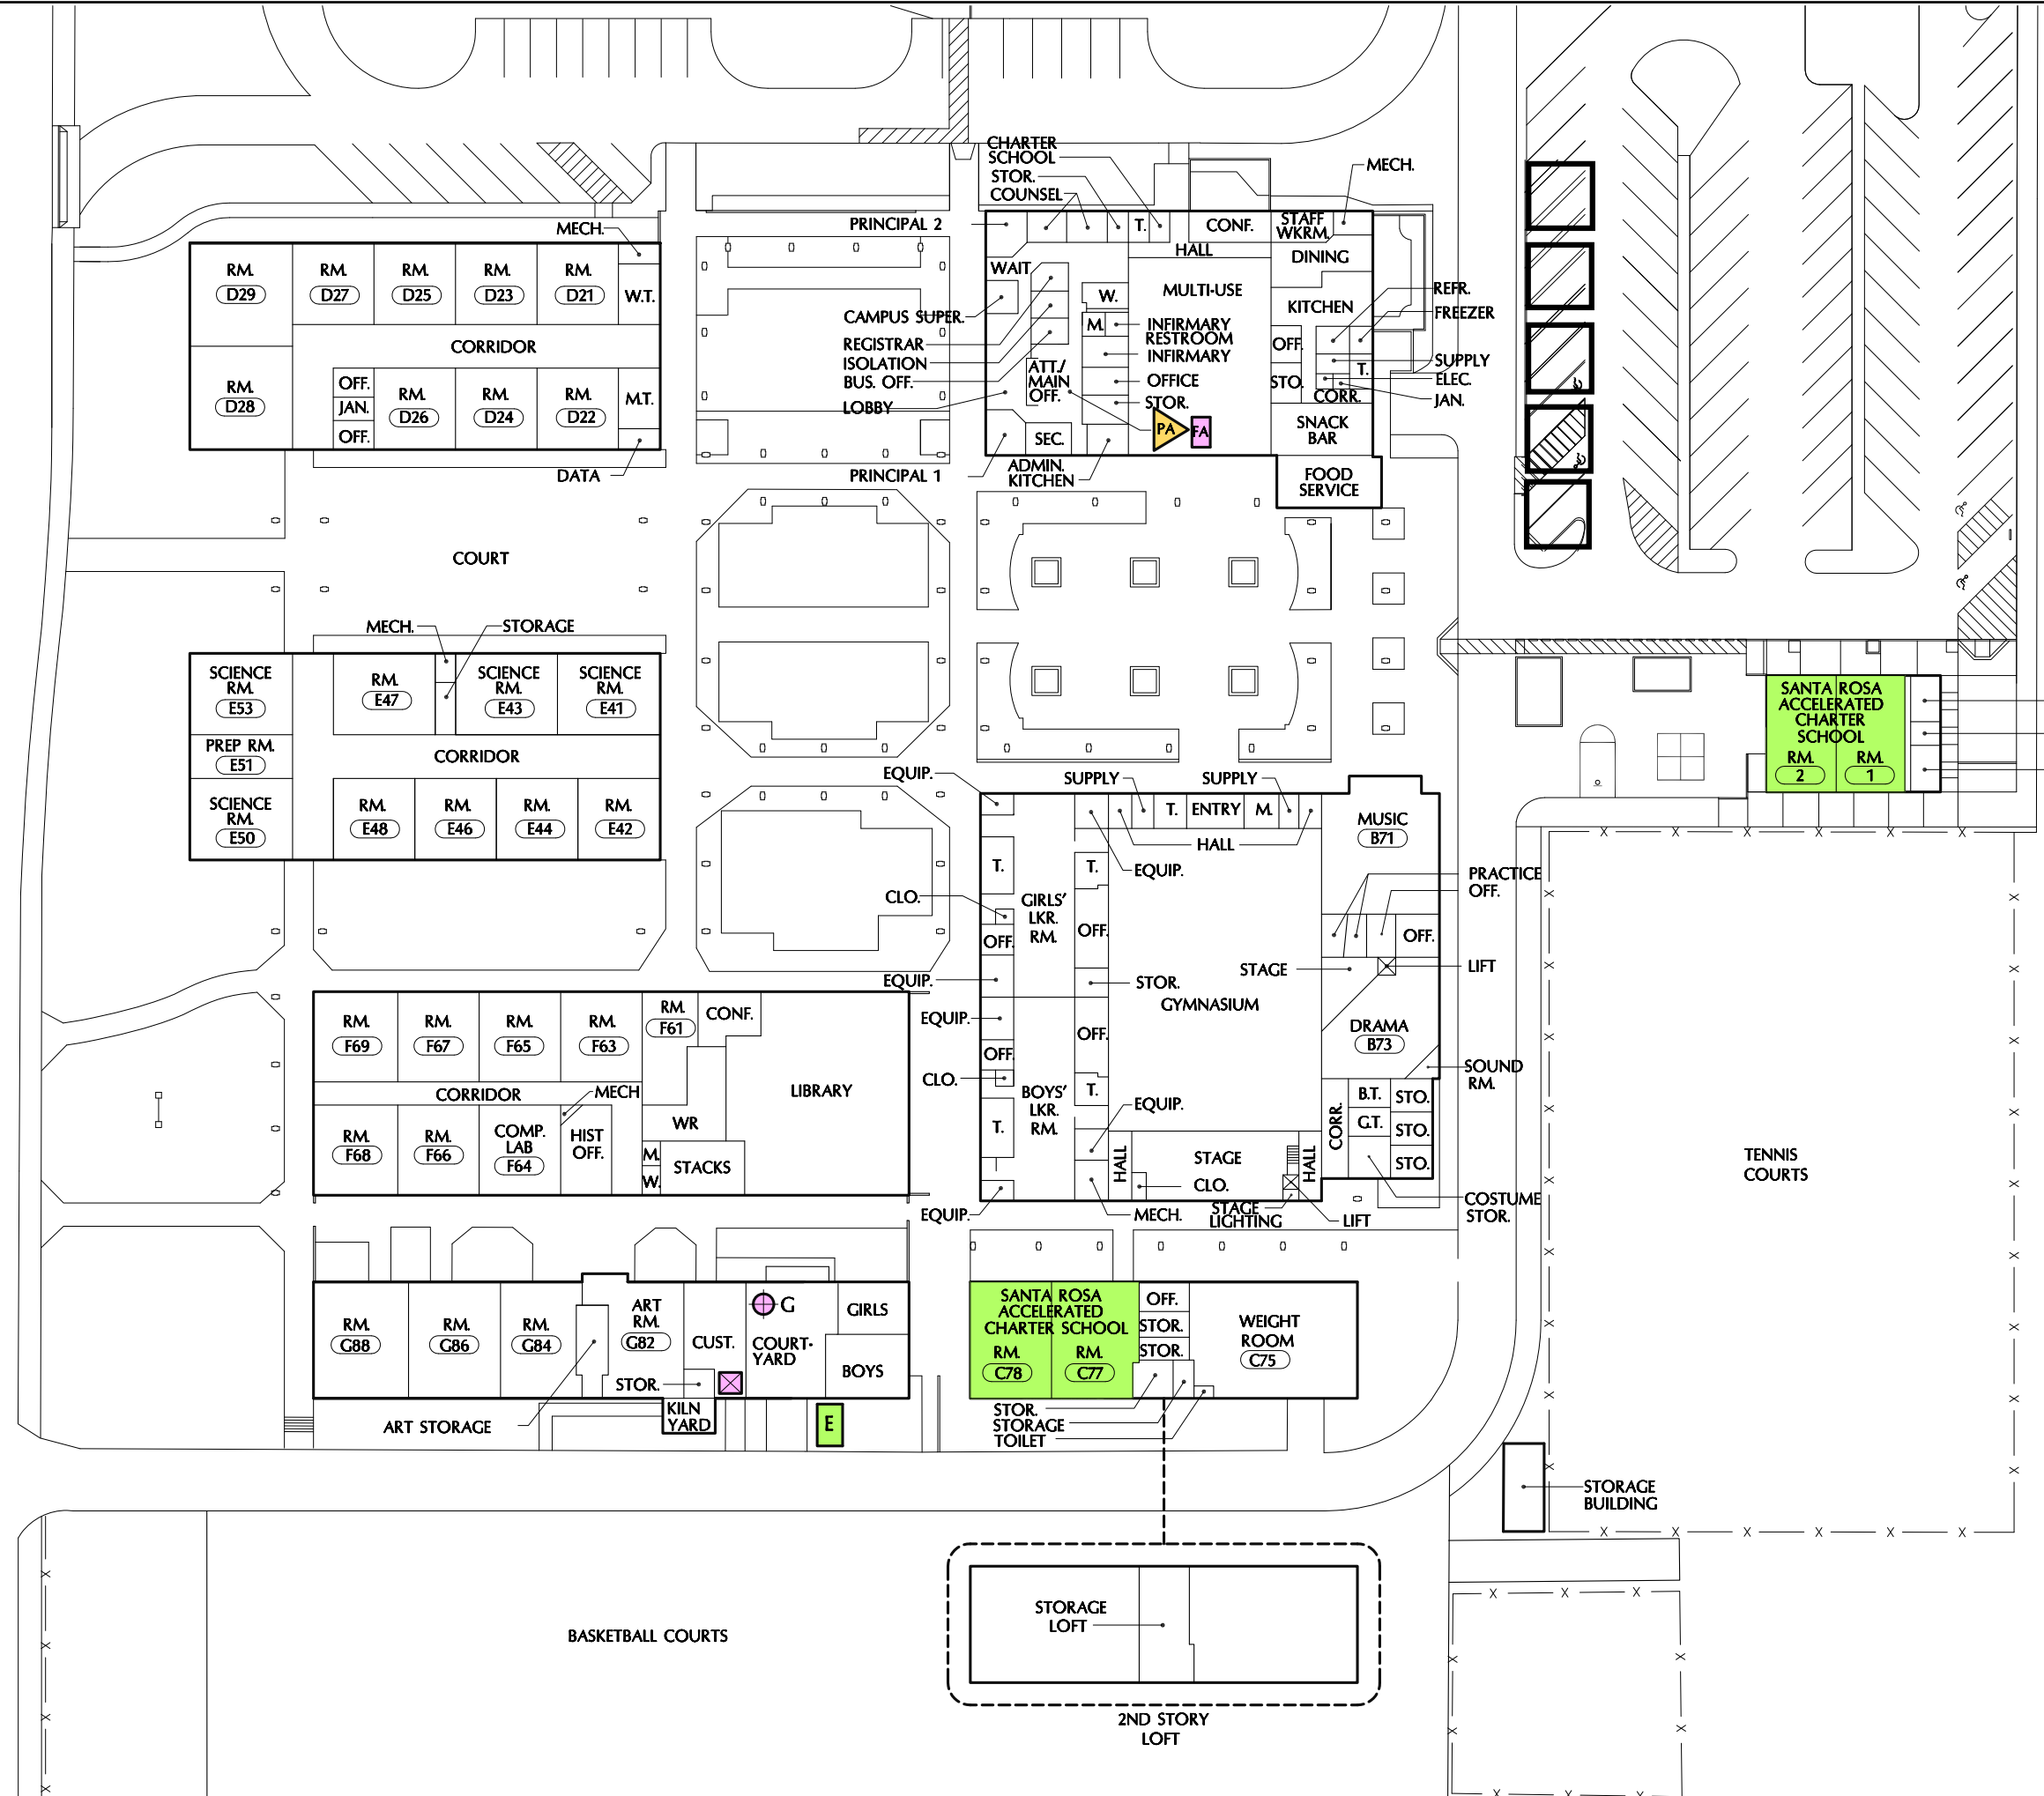 CHARTER
SCHOOL
STOR.
COUNSEL
MECH.
PRINCIPAL 2
T.
CONF.
STAFF
WKRM.
HALL
DINING
WAIT
MULTI-USE
KITCHEN
REFR.
FREEZER
W.
CAMPUS SUPER.
M.
INFIRMARY
RESTROOM
INFIRMARY
REGISTRAR
ISOLATION
BUS. OFF.
OFF.
SUPPLY
T.
ELEC.
JAN.
ATT./
MAIN
OFF.
OFFICE
STO.
CORR.
LOBBY
STOR.
PA
FA
SNACK
BAR
SEC.
PRINCIPAL 1
ADMIN.
KITCHEN
FOOD
SERVICE
MECH.
RM.
D29
RM.
D27
RM.
D25
RM.
D23
RM.
D21
W.T.
CORRIDOR
RM.
D28
OFF.
JAN.
OFF.
RM.
D26
RM.
D24
RM.
D22
M.T.
DATA
COURT
MECH.
STORAGE
SCIENCE
RM.
E53
RM.
E47
SCIENCE
RM.
E43
SCIENCE
RM.
E41
PREP RM.
E51
CORRIDOR
SCIENCE
RM.
E50
RM.
E48
RM.
E46
RM.
E44
RM.
E42
SANTA ROSA
ACCELERATED
CHARTER
SCHOOL
RM.
2
RM.
1
EQUIP.
SUPPLY
SUPPLY
T.
ENTRY
M.
MUSIC
B71
HALL
T.
T.
EQUIP.
PRACTICE
OFF.
CLO.
GIRLS'
LKR.
RM.
OFF.
OFF.
OFF.
STAGE
LIFT
EQUIP.
STOR.
GYMNASIUM
EQUIP.
OFF.
DRAMA
B73
OFF.
SOUND
RM.
CLO.
BOYS'
LKR.
RM.
T.
EQUIP.
B.T.
STO.
T.
G.T.
STO.
CORR.
STO.
HALL
STAGE
HALL
CLO.
COSTUME
STOR.
EQUIP.
MECH.
STAGE
LIGHTING
LIFT
RM.
F69
RM.
F67
RM.
F65
RM.
F63
RM.
F61
CONF.
CORRIDOR
MECH
LIBRARY
RM.
F68
RM.
F66
COMP.
LAB
F64
HIST
OFF.
WR
M.
W.
STACKS
TENNIS
COURTS
RM.
G88
RM.
G86
RM.
G84
ART
RM.
G82
CUST.
G
COURT-
YARD
GIRLS
BOYS
STOR.
ART STORAGE
KILN
YARD
E
SANTA ROSA
ACCELERATED
CHARTER SCHOOL
RM.
C78
RM.
C77
OFF.
STOR.
STOR.
WEIGHT
ROOM
C75
STOR.
STORAGE
TOILET
STORAGE
BUILDING
BASKETBALL COURTS
STORAGE
LOFT
2ND STORY
LOFT